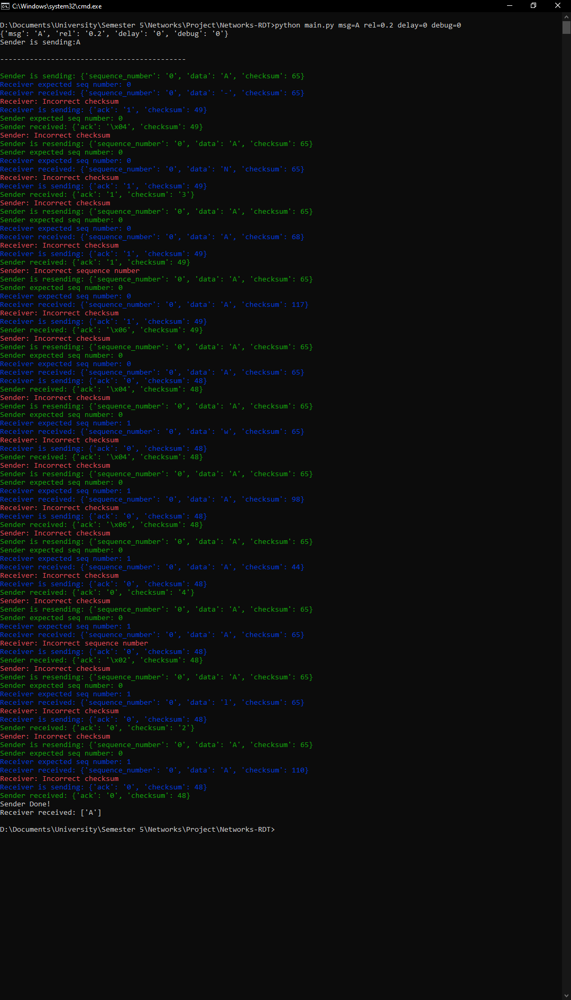 C:\Windows\system32\cmd.exe
D:\Documents\University\Semester 5\Networks\Project\Networks-RDT>python main.py msg=A rel=0.2 delay=0 debug=0
{'msg': 'A', 'rel': '0.2', 'delay': '0', 'debug': '0'}
Sender is sending:A
--------------------------------------------
Sender is sending: {'sequence_number': '0', 'data': 'A', 'checksum': 65}
Receiver expected seq number: 0
Receiver received: {'sequence_number': '0', 'data': '-', 'checksum': 65}
Receiver: Incorrect checksum
Receiver is sending: {'ack': '1', 'checksum': 49}
Sender expected seq number: 0
Sender received: {'ack': '\x04', 'checksum': 49}
Sender: Incorrect checksum
Sender is resending: {'sequence_number': '0', 'data': 'A', 'checksum': 65}
Sender expected seq number: 0
Receiver expected seq number: 0
Receiver received: {'sequence_number': '0', 'data': 'N', 'checksum': 65}
Receiver: Incorrect checksum
Receiver is sending: {'ack': '1', 'checksum': 49}
Sender received: {'ack': '1', 'checksum': '3'}
Sender: Incorrect checksum
Sender is resending: {'sequence_number': '0', 'data': 'A', 'checksum': 65}
Sender expected seq number: 0
Receiver expected seq number: 0
Receiver received: {'sequence_number': '0', 'data': 'A', 'checksum': 68}
Receiver: Incorrect checksum
Receiver is sending: {'ack': '1', 'checksum': 49}
Sender received: {'ack': '1', 'checksum': 49}
Sender: Incorrect sequence number
Sender is resending: {'sequence_number': '0', 'data': 'A', 'checksum': 65}
Sender expected seq number: 0
Receiver expected seq number: 0
Receiver received: {'sequence_number': '0', 'data': 'A', 'checksum': 117}
Receiver: Incorrect checksum
Receiver is sending: {'ack': '1', 'checksum': 49}
Sender received: {'ack': '\x06', 'checksum': 49}
Sender: Incorrect checksum
Sender is resending: {'sequence_number': '0', 'data': 'A', 'checksum': 65}
Sender expected seq number: 0
Receiver expected seq number: 0
Receiver received: {'sequence_number': '0', 'data': 'A', 'checksum': 65}
Receiver is sending: {'ack': '0', 'checksum': 48}
Sender received: {'ack': '\x04', 'checksum': 48}
Sender: Incorrect checksum
Sender is resending: {'sequence_number': '0', 'data': 'A', 'checksum': 65}
Sender expected seq number: 0
Receiver expected seq number: 1
Receiver received: {'sequence_number': '0', 'data': 'w', 'checksum': 65}
Receiver: Incorrect checksum
Receiver is sending: {'ack': '0', 'checksum': 48}
Sender received: {'ack': '\x04', 'checksum': 48}
Sender: Incorrect checksum
Sender is resending: {'sequence_number': '0', 'data': 'A', 'checksum': 65}
Sender expected seq number: 0
Receiver expected seq number: 1
Receiver received: {'sequence_number': '0', 'data': 'A', 'checksum': 98}
Receiver: Incorrect checksum
Receiver is sending: {'ack': '0', 'checksum': 48}
Sender received: {'ack': '\x06', 'checksum': 48}
Sender: Incorrect checksum
Sender is resending: {'sequence_number': '0', 'data': 'A', 'checksum': 65}
Sender expected seq number: 0
Receiver expected seq number: 1
Receiver received: {'sequence_number': '0', 'data': 'A', 'checksum': 44}
Receiver: Incorrect checksum
Receiver is sending: {'ack': '0', 'checksum': 48}
Sender received: {'ack': '0', 'checksum': '4'}
Sender: Incorrect checksum
Sender is resending: {'sequence_number': '0', 'data': 'A', 'checksum': 65}
Sender expected seq number: 0
Receiver expected seq number: 1
Receiver received: {'sequence_number': '0', 'data': 'A', 'checksum': 65}
Receiver: Incorrect sequence number
Receiver is sending: {'ack': '0', 'checksum': 48}
Sender received: {'ack': '\x02', 'checksum': 48}
Sender: Incorrect checksum
Sender is resending: {'sequence_number': '0', 'data': 'A', 'checksum': 65}
Sender expected seq number: 0
Receiver expected seq number: 1
Receiver received: {'sequence_number': '0', 'data': 'l', 'checksum': 65}
Receiver: Incorrect checksum
Receiver is sending: {'ack': '0', 'checksum': 48}
Sender received: {'ack': '0', 'checksum': '2'}
Sender: Incorrect checksum
Sender is resending: {'sequence_number': '0', 'data': 'A', 'checksum': 65}
Sender expected seq number: 0
Receiver expected seq number: 1
Receiver received: {'sequence_number': '0', 'data': 'A', 'checksum': 110}
Receiver: Incorrect checksum
Receiver is sending: {'ack': '0', 'checksum': 48}
Sender received: {'ack': '0', 'checksum': 48}
Sender Done!
Receiver received: ['A']
D:\Documents\University\Semester 5\Networks\Project\Networks-RDT>